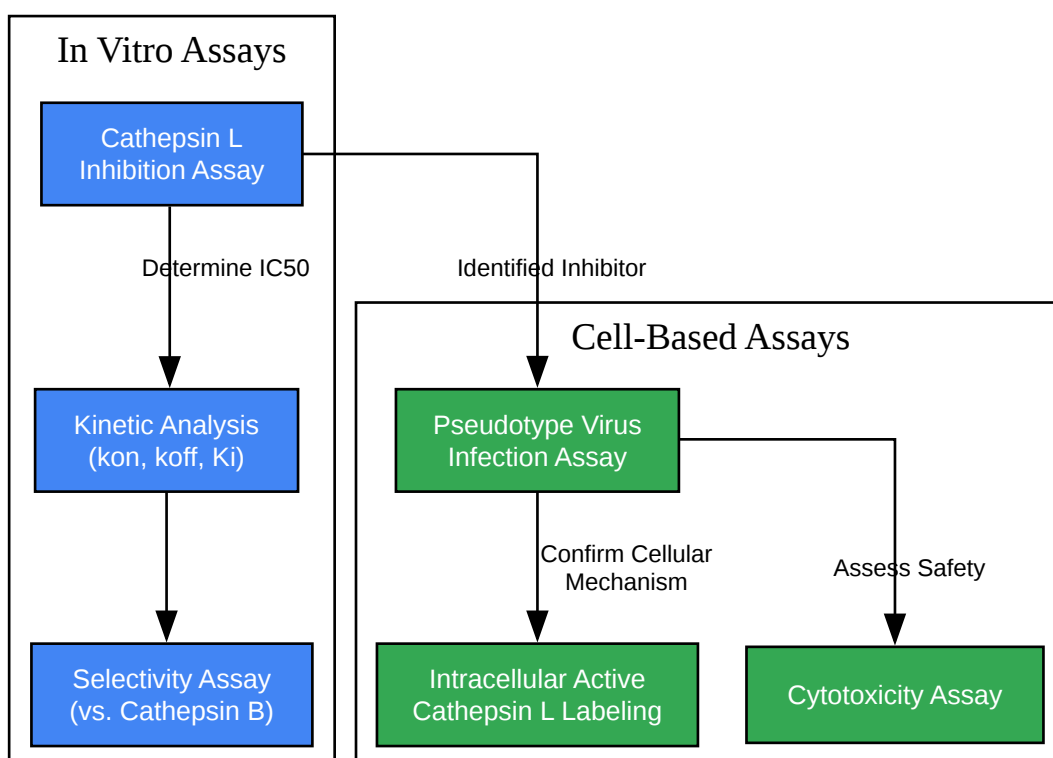 In Vitro Assays
Cathepsin L
Inhibition Assay
Determine IC50
Identified Inhibitor
Cell-Based Assays
Kinetic Analysis
(kon, koff, Ki)
Pseudotype Virus
Infection Assay
Confirm Cellular
Mechanism
Assess Safety
Selectivity Assay
(vs. Cathepsin B)
Intracellular Active
Cathepsin L Labeling
Cytotoxicity Assay